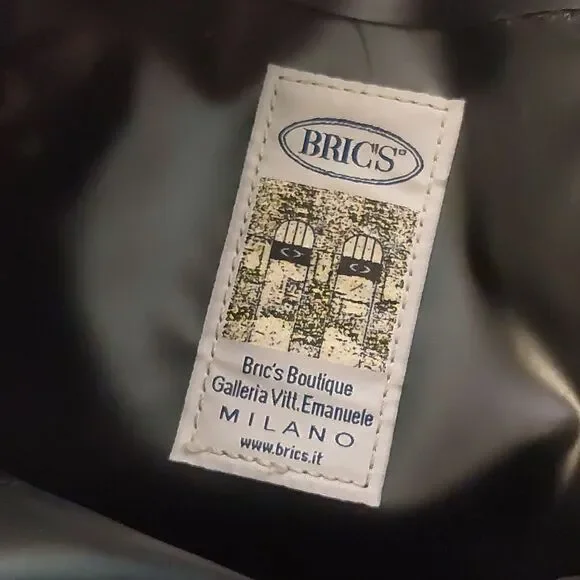 BRIC'S
Bric's Boutique
Galleria Vitt.Emanuele
MILANO
www.brics.it